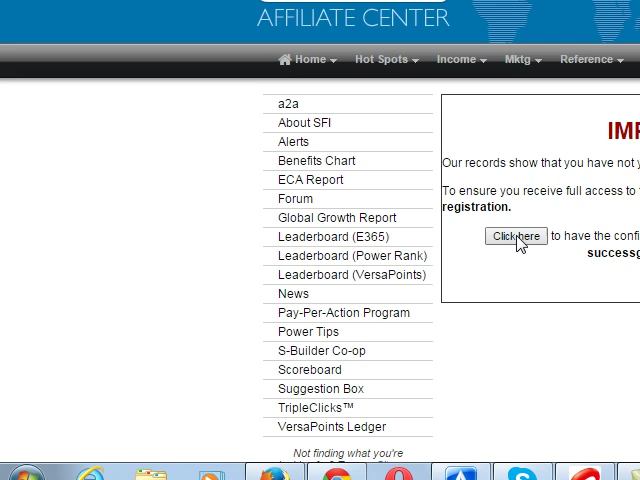 AFFILIATE CENTER
Home Hot Spots Income Mktg Reference
a2a
About SFI
Alerts
Benefits Chart
ECA Report
Forum
Global Growth Report
Leaderboard (E365)
Leaderboard (Power Rank)
Leaderboard (VersaPoints)
News
Pay-Per-Action Program
Power Tips
S-Builder Co-op
Scoreboard
Suggestion Box
TripleClicks™
VersaPoints Ledger
Not finding what you're
Our records show that you have not
To ensure you receive full access to
registration.
Click here to have the confi
success